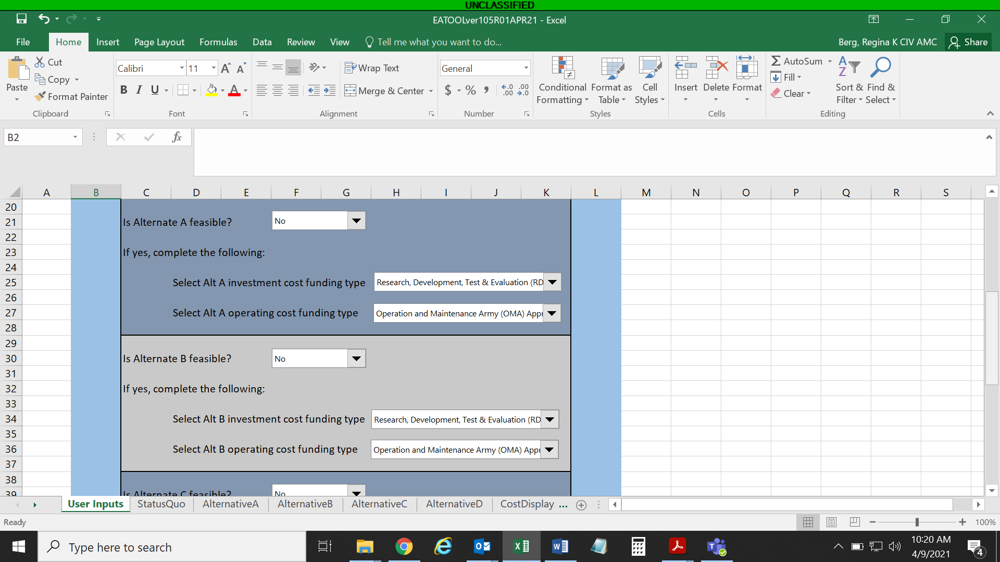 UNCLASSIFIED
EATOOLver105R01APR21 - Excel
File Home Insert Page Layout Formulas Data Review View Tell me what you want to do... Berg, Regina K CIV AMC Share
Paste
Cut
Copy
Format Painter
Clipboard
Calibri 11
B I U
Font
Wrap Text
Merge & Center
Alignment
General
$ % ,
Number
Conditional Formatting
Format as Table
Cell Styles
Styles
Insert Delete Format
Cells
AutoSum
Fill
Clear
Sort & Filter
Find & Select
Editing
B2
fx
A B C D E F G H I J K L M N O P Q R S
20
21 Is Alternate A feasible? No
22
23 If yes, complete the following:
24
25 Select Alt A investment cost funding type Research, Development, Test & Evaluation (RD
26
27 Select Alt A operating cost funding type Operation and Maintenance Army (OMA) Appr
28
29
30 Is Alternate B feasible? No
31
32 If yes, complete the following:
33
34 Select Alt B investment cost funding type Research, Development, Test & Evaluation (RD
35
36 Select Alt B operating cost funding type Operation and Maintenance Army (OMA) Appr
37
38
39 Is Alternate C feasible? No
User Inputs StatusQuo AlternativeA AlternativeB AlternativeC AlternativeD CostDisplay ...
Ready 100%
Type here to search
10:20 AM
4/9/2021
4